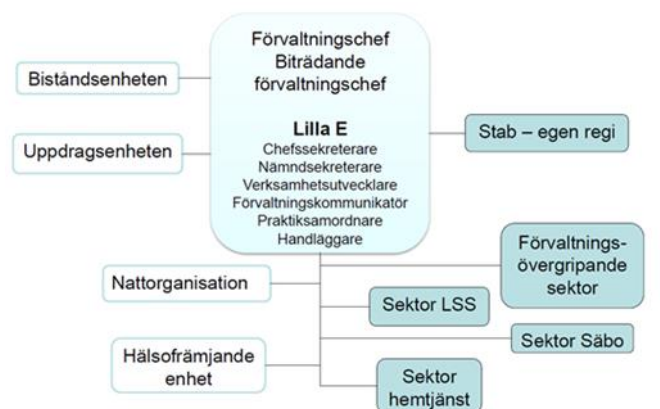 Förvaltningschef
Biträdande
förvaltningschef
Lilla E
Chefssekreterare
Nämndsekreterare
Verksamhetsutvecklare
Förvaltningskommunikatör
Praktiksamordnare
Handläggare
Biståndsenheten
Uppdragsenheten
Stab – egen regi
Förvaltnings-
övergripande
sektor
Nattorganisation
Sektor LSS
Sektor Säbo
Hälsofrämjande
enhet
Sektor
hemtjänst